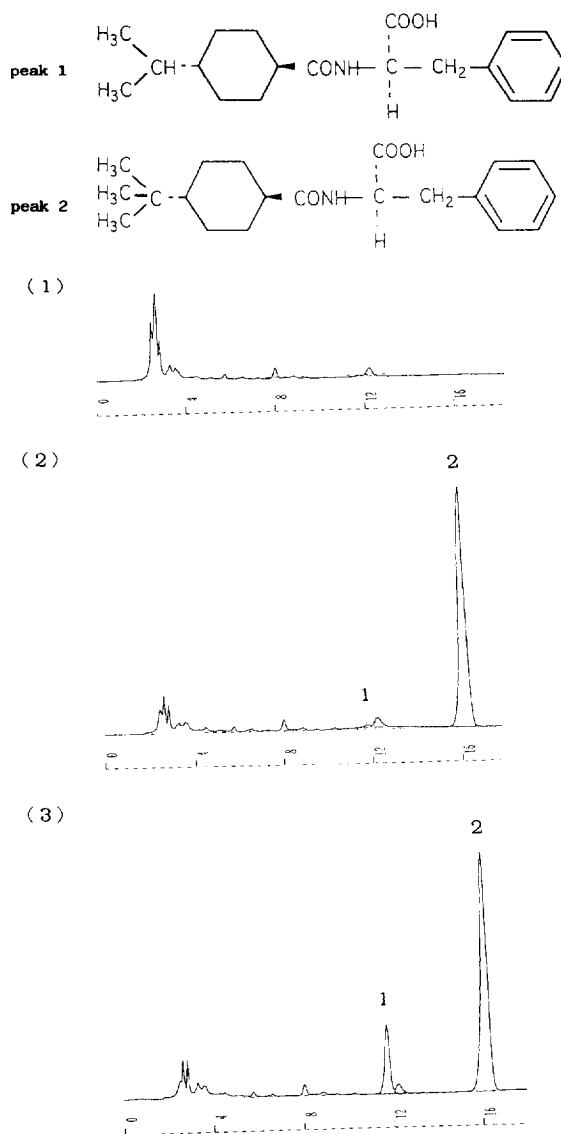 COOH
H₃C
peak 1
CH
CONH
C
CH₂
H₃C
H
H₃C
COOH
H₃C
peak 2
C
CONH
C
CH₂
H₃C
H
(1)
0 4 8 12 16
(2)
2
1
0 4 8 12 16
(3)
2
1
0 4 8 12 16